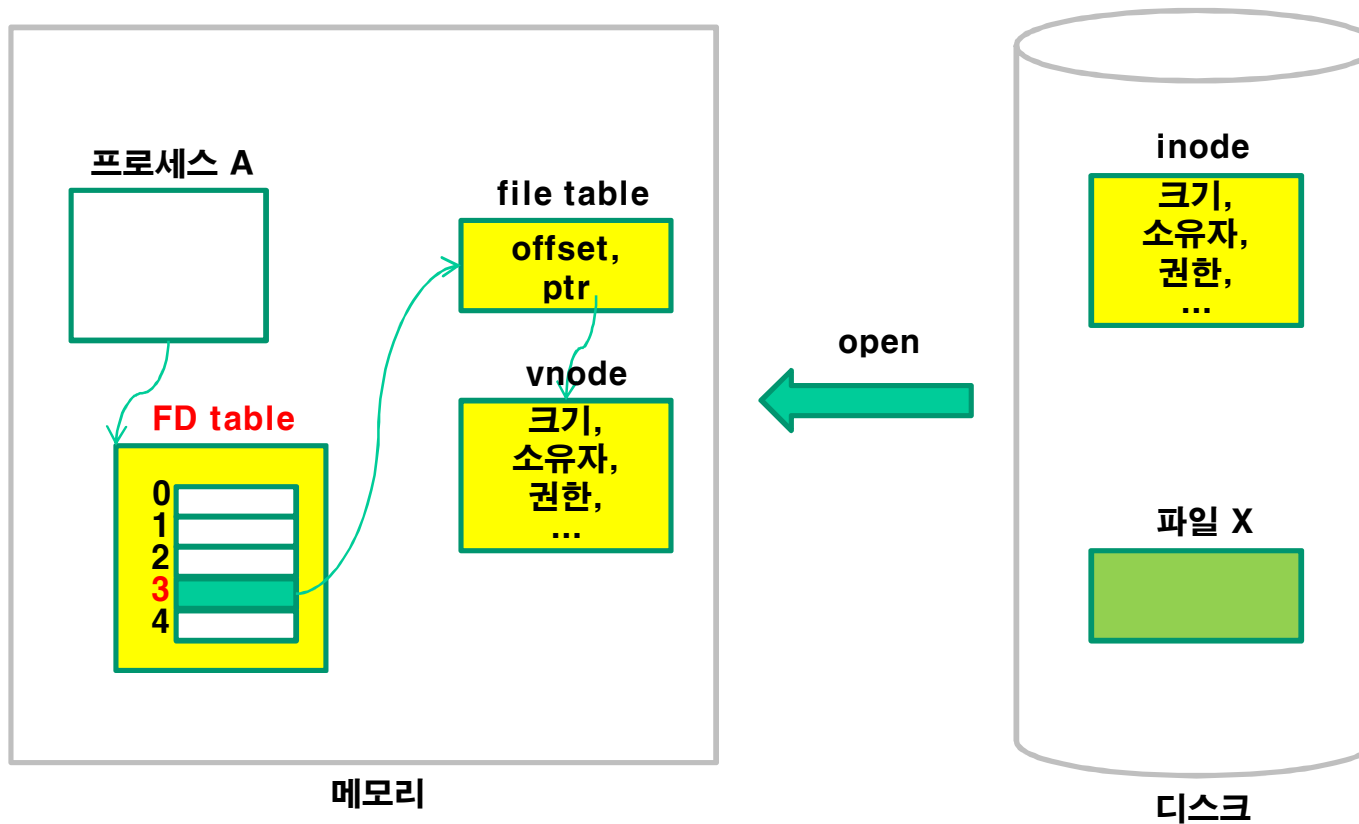 프로세스 A
FD table
0
1
2
3
4
file table
offset,
ptr
vnode
크기,
소유자,
권한,
...
메모리
open
inode
크기,
소유자,
권한,
...
파일 X
디스크